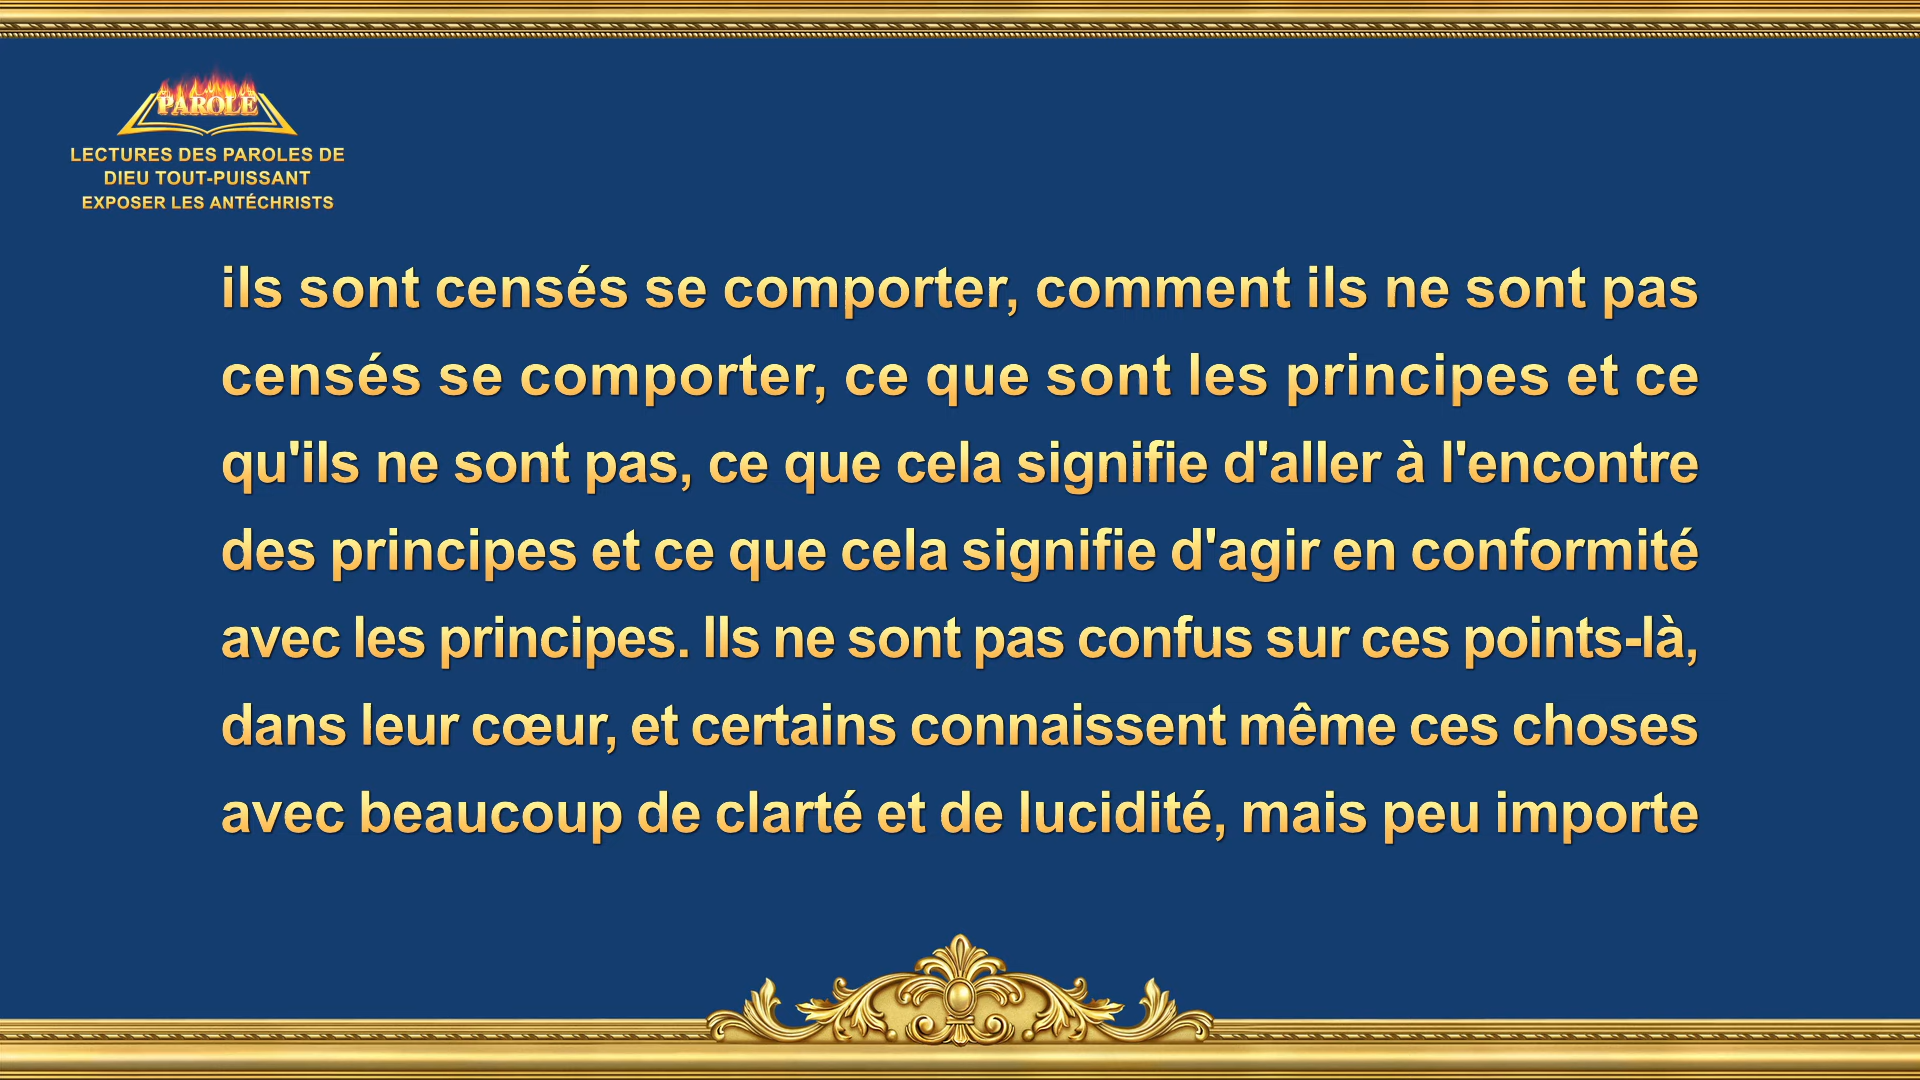 PAROLE
LECTURES DES PAROLES DE
DIEU TOUT-PUISSANT
EXPOSER LES ANTÉCHRISTS
ils sont censés se comporter, comment ils ne sont pas
censés se comporter, ce que sont les principes et ce
qu'ils ne sont pas, ce que cela signifie d'aller à l'encontre
des principes et ce que cela signifie d'agir en conformité
avec les principes. Ils ne sont pas confus sur ces points-là,
dans leur cœur, et certains connaissent même ces choses
avec beaucoup de clarté et de lucidité, mais peu importe